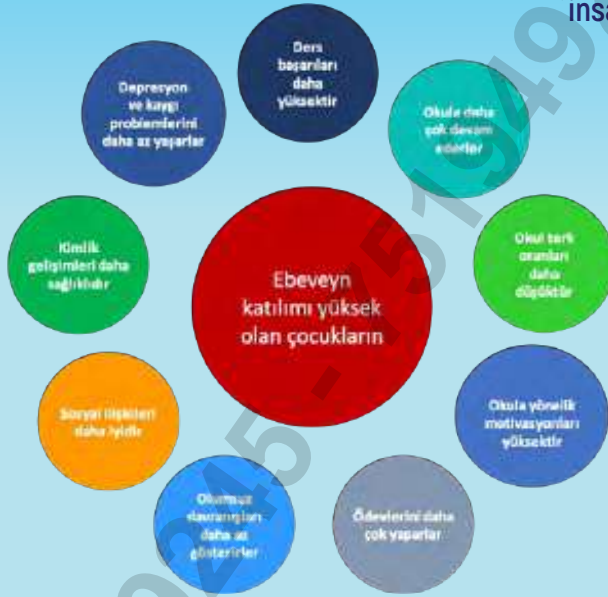 Ders
başarıları
daha
yüksektir
Okula daha
çok devam
ederler
Okul terk
oranları
daha
düşüktür
Okula yönelik
motivasyonları
yüksektir
Ödevlerini daha
çok yaparlar
Olumsuz
davranışları
daha az
gösterirler
Sosyal ilişkileri
daha iyidir
Kimlik
gelişimleri daha
sağlıklıdır
Depresyon
ve kaygı
problemlerini
daha az yaşarlar
Ebeveyn
katılımı yüksek
olan çocukların